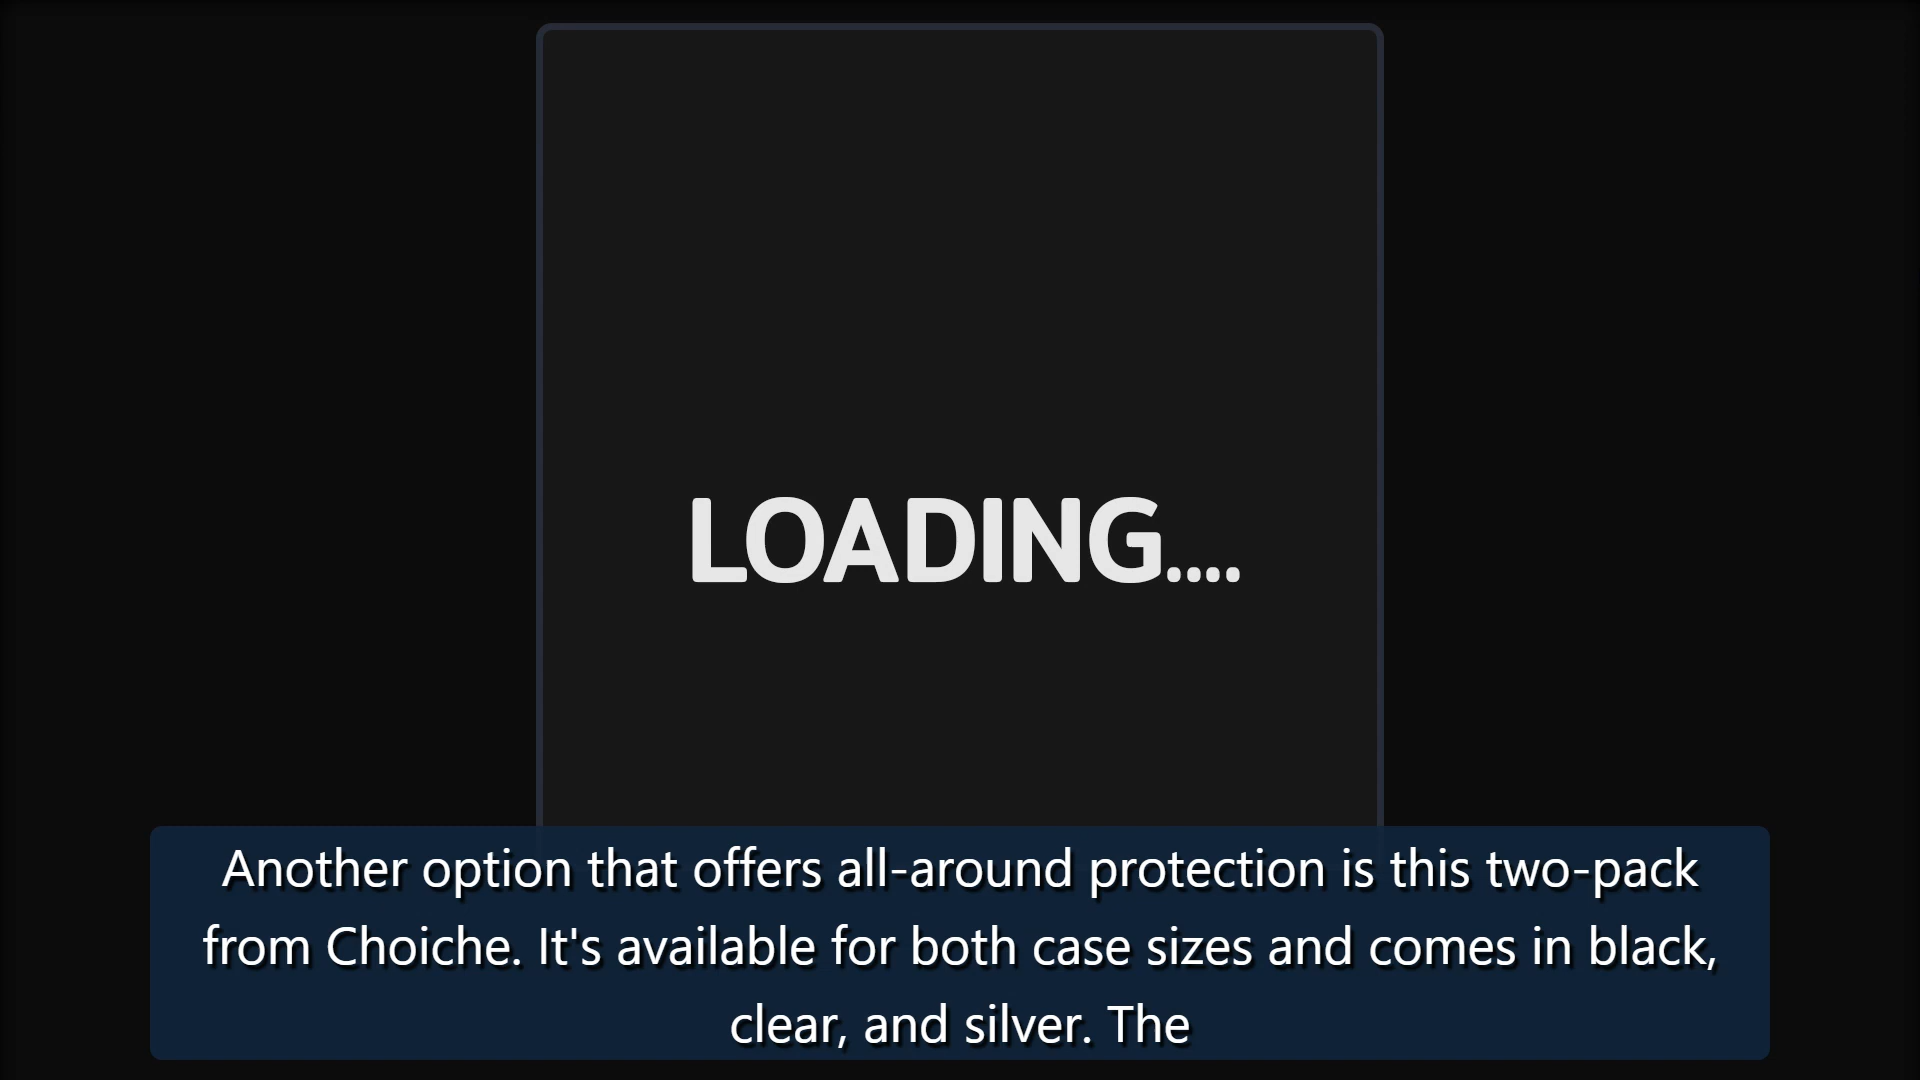 LOADING....
Another option that offers all-around protection is this two-pack
from Choiche. It's available for both case sizes and comes in black,
clear, and silver. The